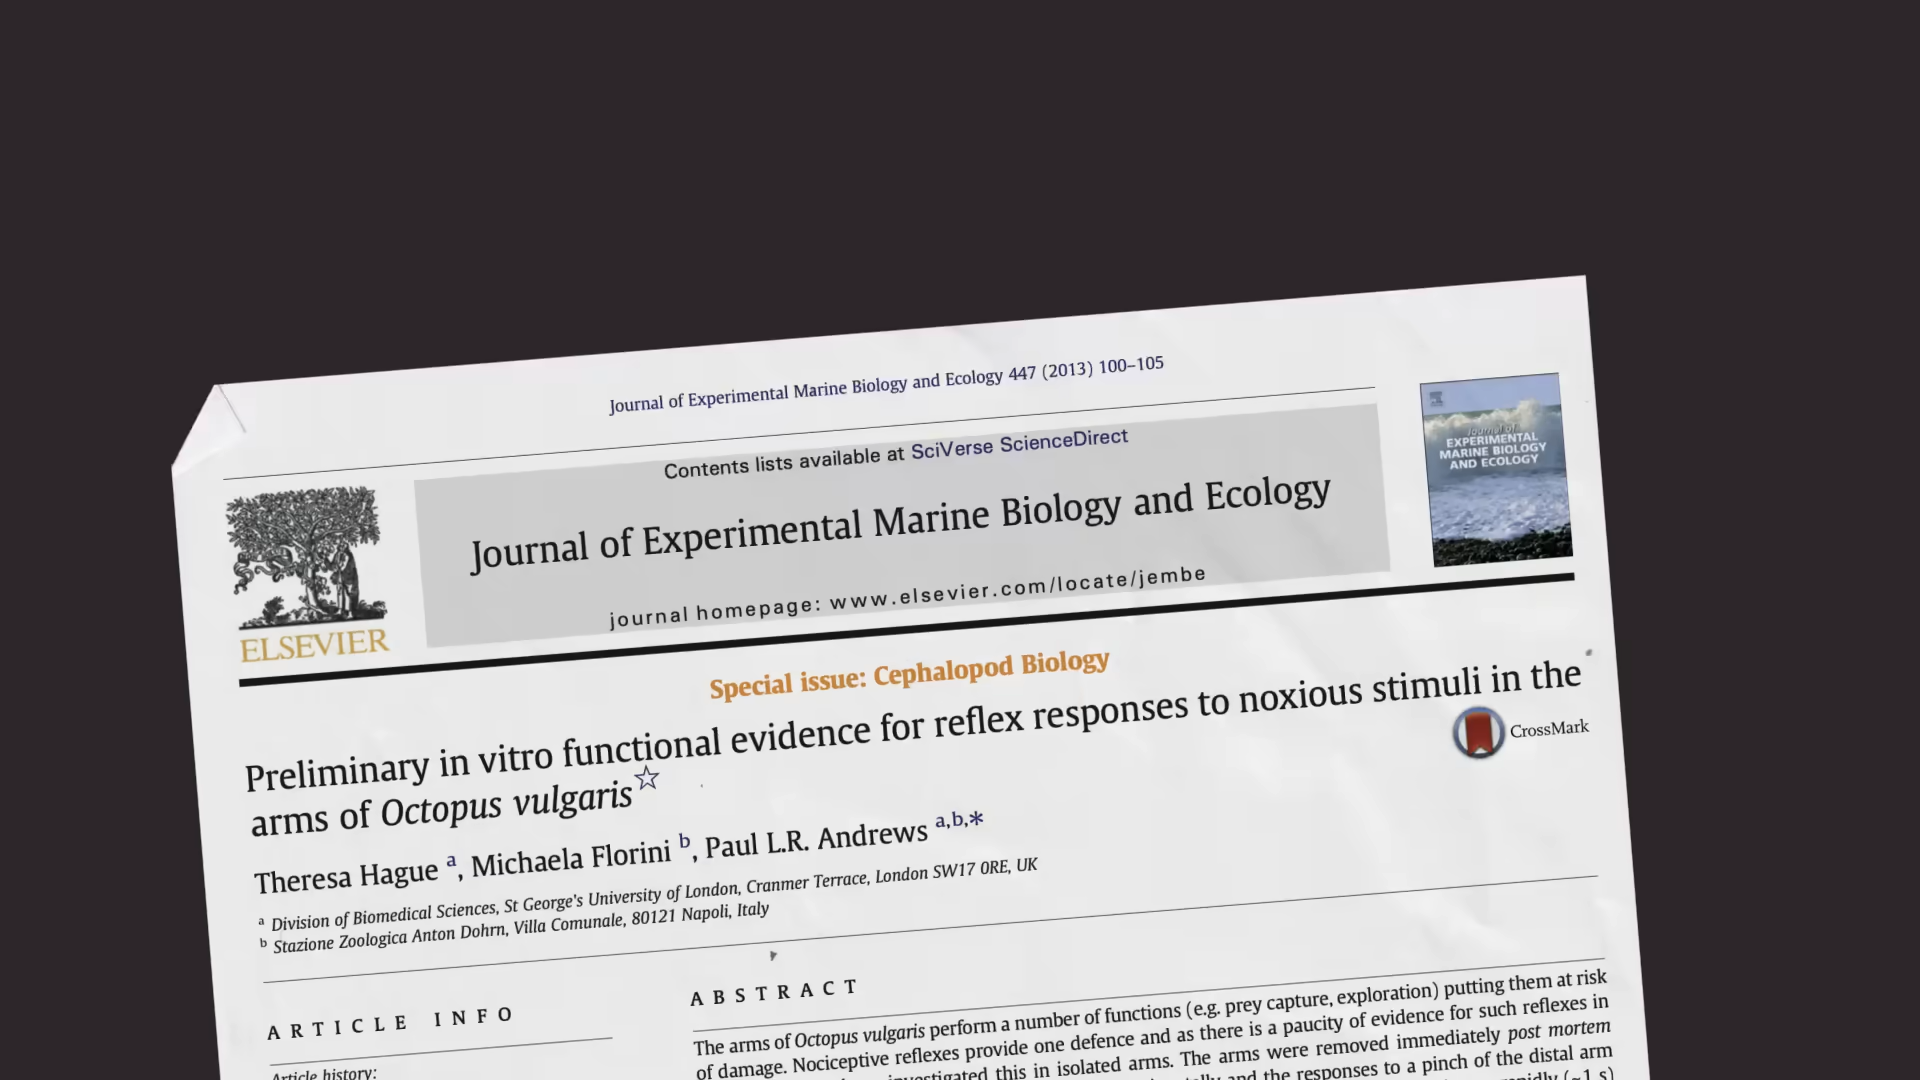 Journal of Experimental Marine Biology and Ecology 447 (2013) 100–105
Contents lists available at SciVerse ScienceDirect
Journal of Experimental Marine Biology and Ecology
journal homepage: www.elsevier.com/locate/jembe
ELSEVIER
Journal of
EXPERIMENTAL
MARINE BIOLOGY
AND ECOLOGY
Special issue: Cephalopod Biology
Preliminary in vitro functional evidence for reflex responses to noxious stimuli in the
arms of Octopus vulgaris☆
CrossMark
Theresa Hague a, Michaela Florini b, Paul L.R. Andrews a,b,*
a Division of Biomedical Sciences, St George's University of London, Cranmer Terrace, London SW17 0RE, UK
b Stazione Zoologica Anton Dohrn, Villa Comunale, 80121 Napoli, Italy
ARTICLE INFO
Article history:
ABSTRACT
The arms of Octopus vulgaris perform a number of functions (e.g. prey capture, exploration) putting them at risk
of damage. Nociceptive reflexes provide one defence and as there is a paucity of evidence for such reflexes in
investigated this in isolated arms. The arms were removed immediately post mortem
and the responses to a pinch of the distal arm
(~1 s)